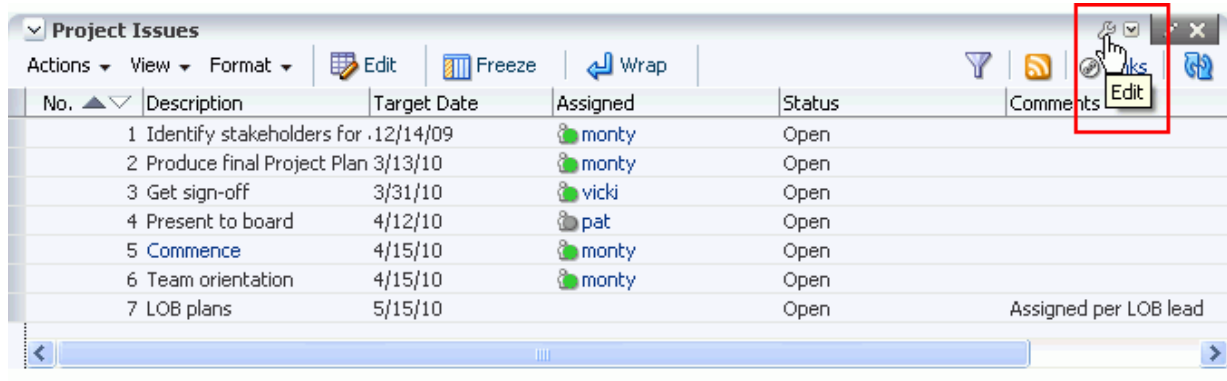 Project Issues
Actions View Format Edit Freeze Wrap
Edit
No. Description Target Date Assigned Status Comments
1 Identify stakeholders for 12/14/09 monty Open
2 Produce final Project Plan 3/13/10 monty Open
3 Get sign-off 3/31/10 vicki Open
4 Present to board 4/12/10 pat Open
5 Commence 4/15/10 monty Open
6 Team orientation 4/15/10 monty Open
7 LOB plans 5/15/10 Open Assigned per LOB lead